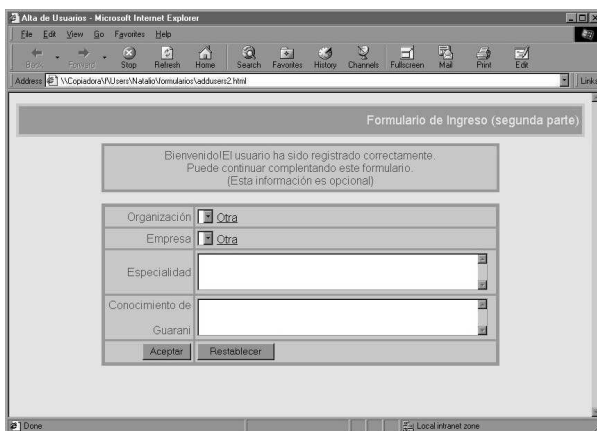 Alta de Usuarios - Microsoft Internet Explorer
File Edit View Go Favorites Help
Back Forward Stop Refresh Home Search Favorites History Channels Fullscreen Mail Print Edit
Address \\Copiadora\f\Users\Natalio\formularios\addusers2.html Links
Formulario de Ingreso (segunda parte)
Bienvenido!El usuario ha sido registrado correctamente.
Puede continuar complentando este formulario.
(Esta información es opcional)
Organización Otra
Empresa Otra
Especialidad
Conocimiento de
Guarani
Aceptar Restablecer
Done Local intranet zone